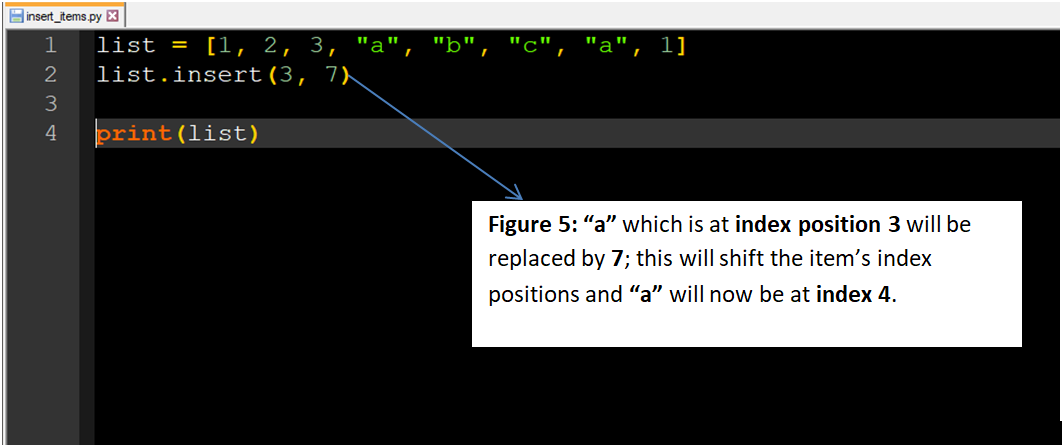 insert_items.py
1 list = [1, 2, 3, "a", "b", "c", "a", 1]
2 list.insert(3, 7)
3
4 print(list)
Figure 5: “a” which is at index position 3 will be
replaced by 7; this will shift the item’s index
positions and “a” will now be at index 4.